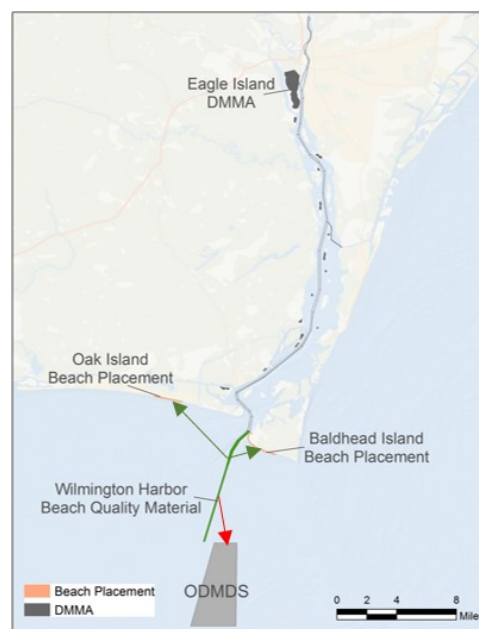 Eagle Island
DMMA
Oak Island
Beach Placement
Baldhead Island
Beach Placement
Wilmington Harbor
Beach Quality Material
ODMDS
Beach Placement
DMMA
0 2 4 8
Mile